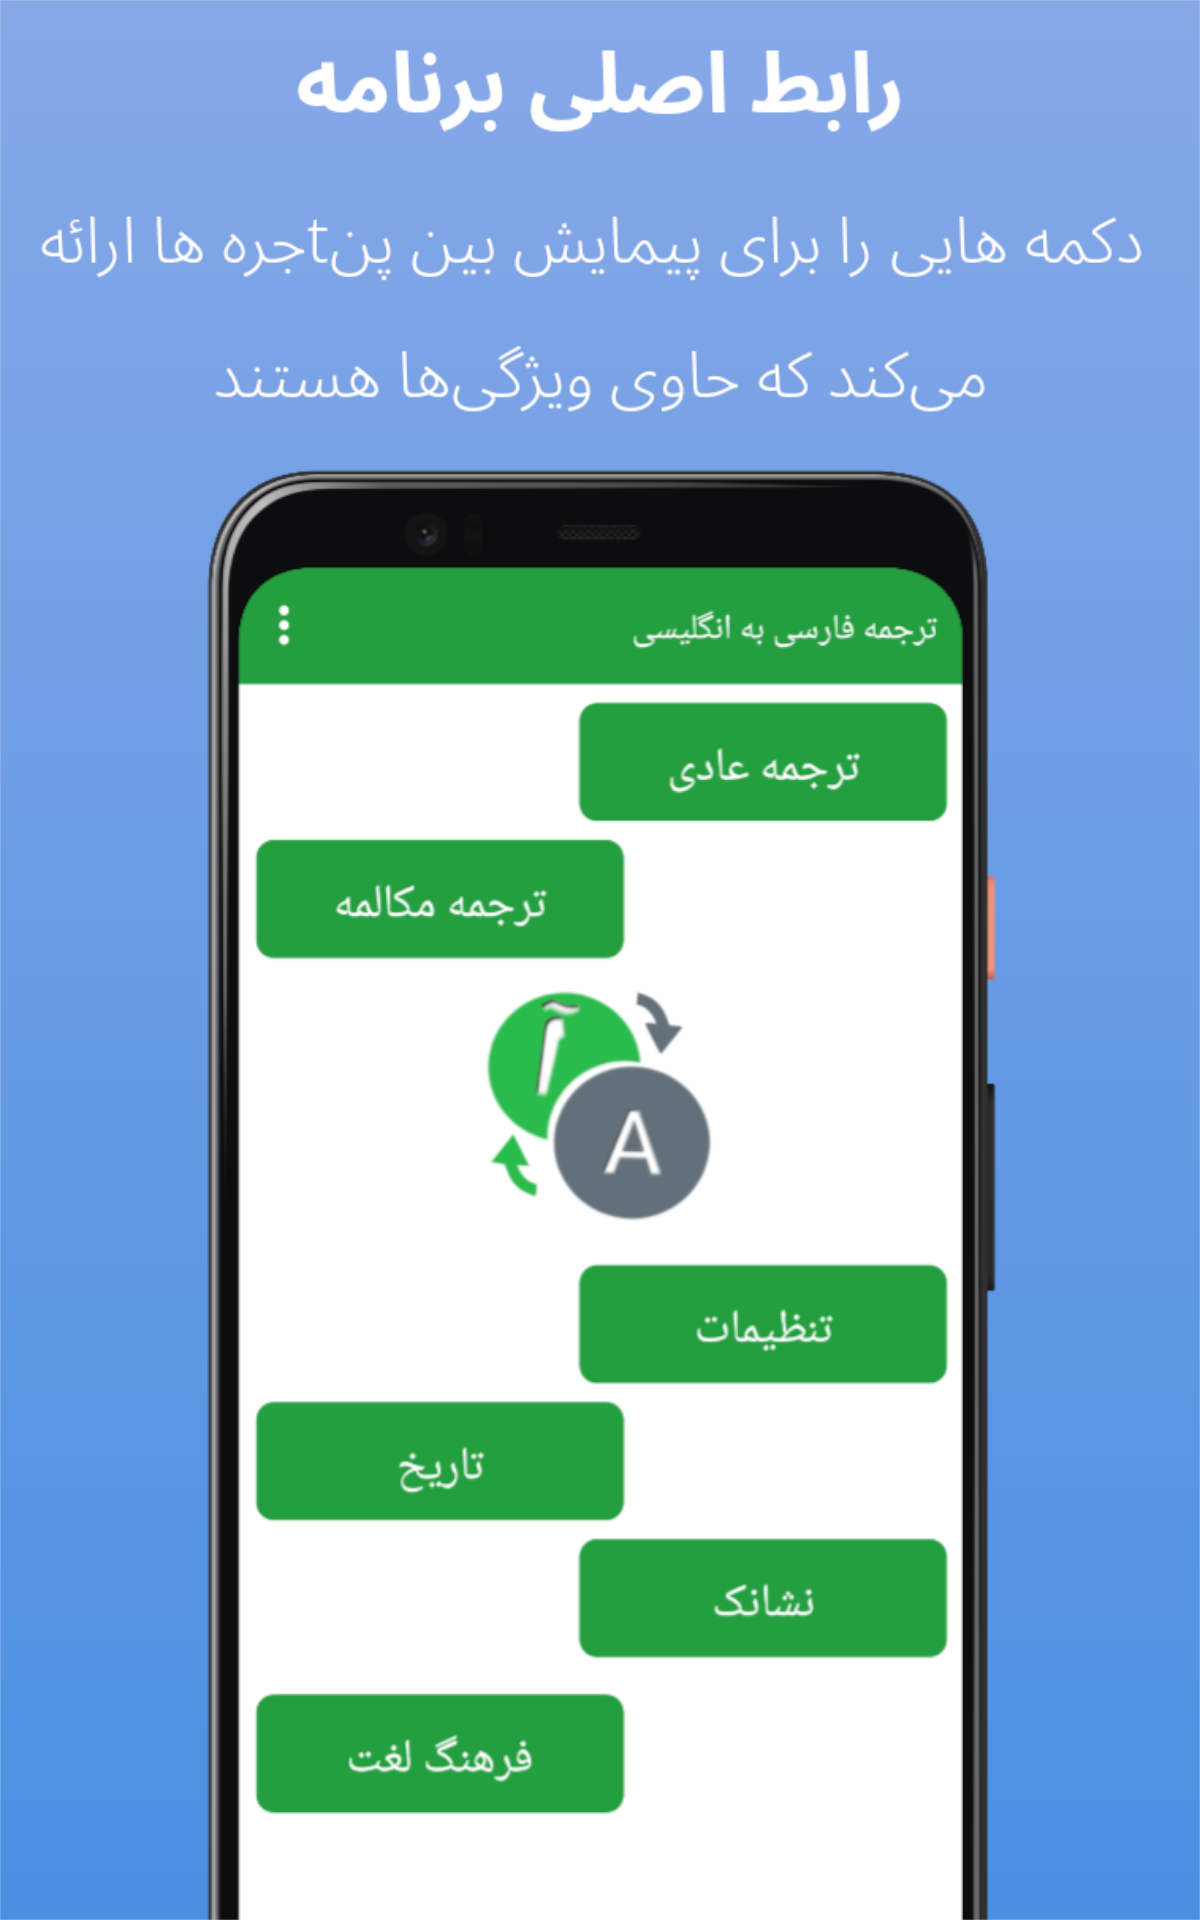 رابط اصلی برنامه
دکمه هایی را برای پیمایش بین پنtجره ها ارائه
می‌کند که حاوی ویژگی‌ها هستند
ترجمه فارسی به انگلیسی
ترجمه عادی
ترجمه مکالمه
آ
A
تنظیمات
تاریخ
نشانک
فرهنگ لغت